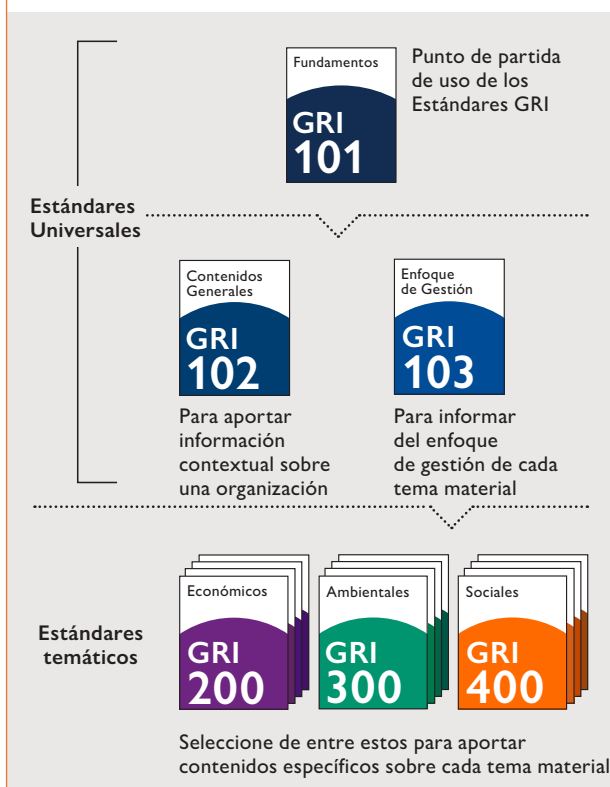 Fundamentos
GRI
101
Punto de partida
de uso de los
Estándares GRI
Estándares
Universales
Contenidos
Generales
GRI
102
Enfoque
de Gestión
GRI
103
Para aportar
información
contextual sobre
una organización
Para informar
del enfoque
de gestión de cada
tema material
Estándares
temáticos
Económicos
GRI
200
Ambientales
GRI
300
Sociales
GRI
400
Seleccione de entre estos para aportar
contenidos específicos sobre cada tema material